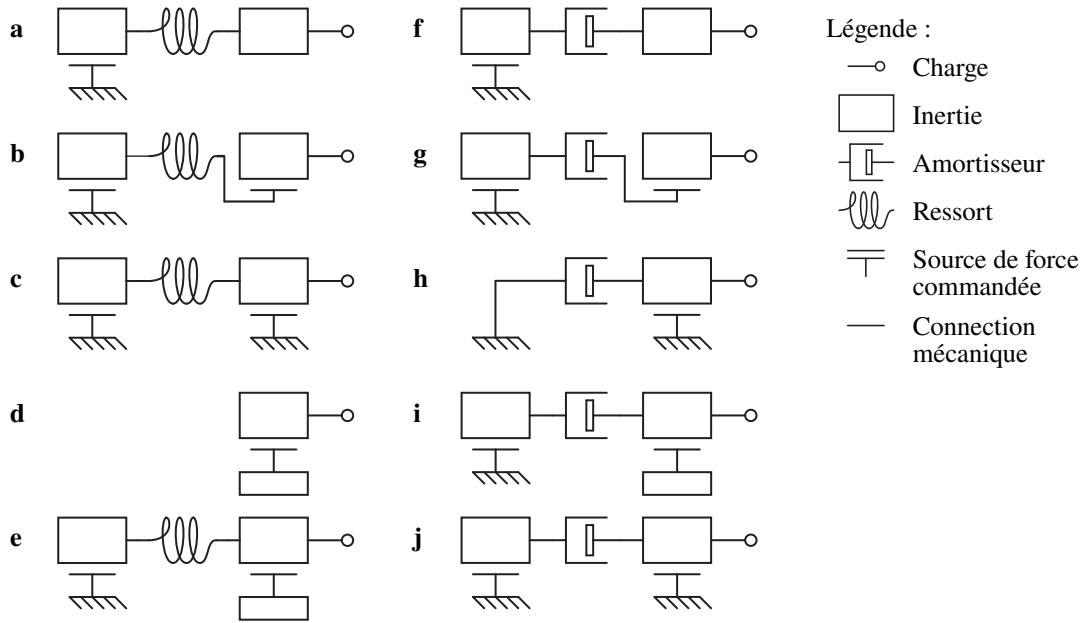 a
b
c
d
e
f
g
h
i
j
Légende :
Charge
Inertie
Amortisseur
Ressort
Source de force
commandée
Connection
mécanique